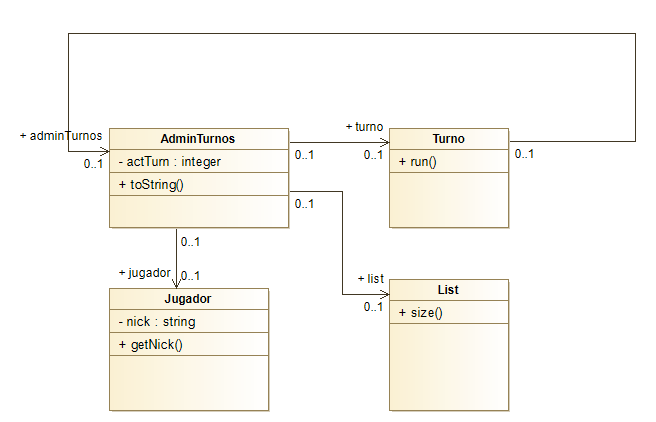 + adminTurnos
0..1
AdminTurnos
- actTurn : integer
+ toString()
0..1
+ turno
0..1
Turno
+ run()
0..1
0..1
+ list
0..1
List
+ size()
0..1
+ jugador
0..1
Jugador
- nick : string
+ getNick()